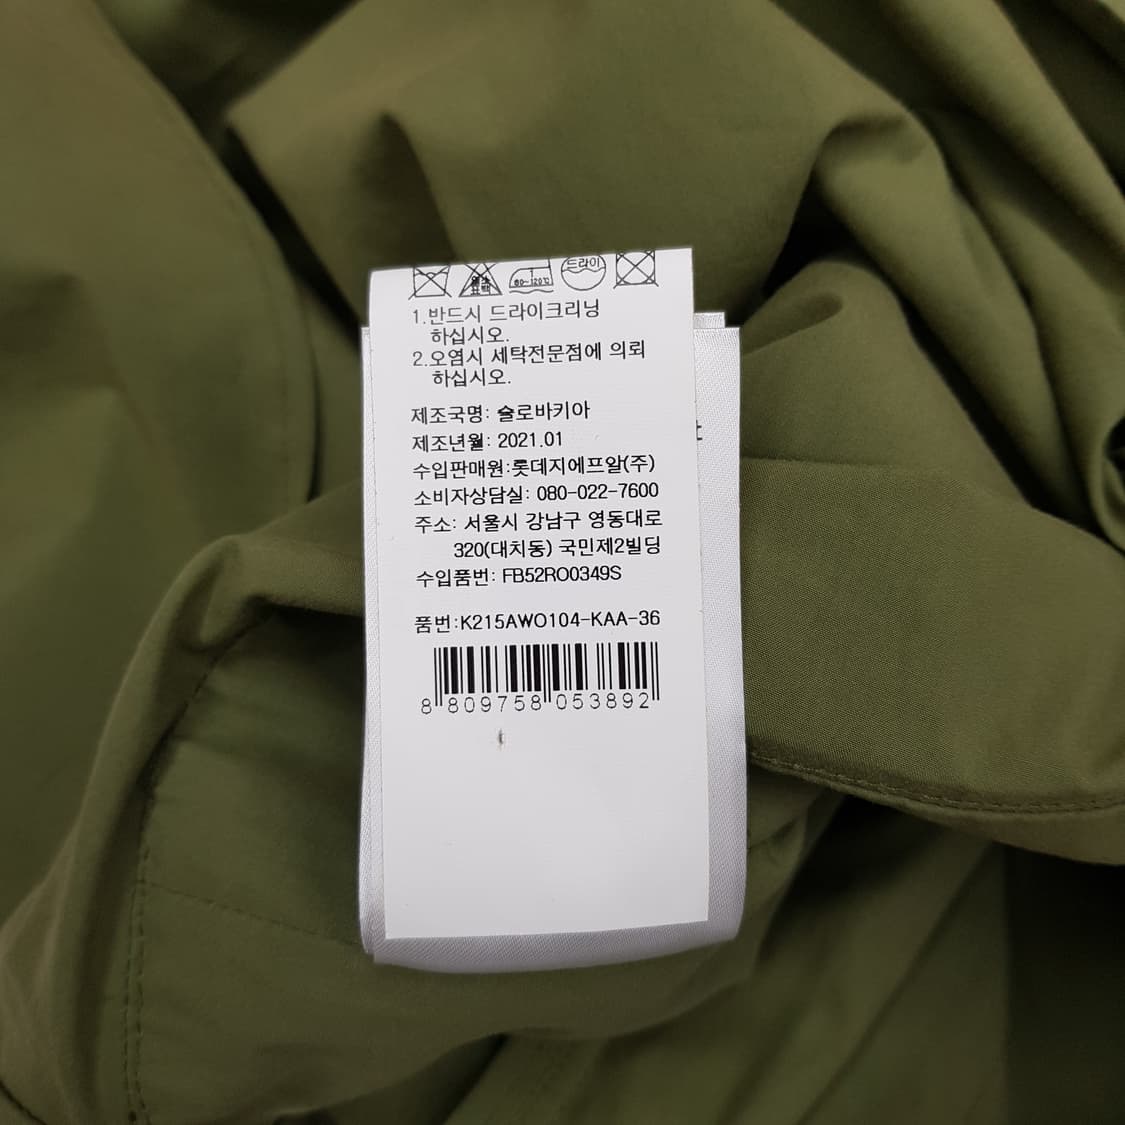 80~120℃
드라이
1.반드시 드라이크리닝
하십시오.
2.오염시 세탁전문점에 의뢰
하십시오.
제조국명: 슬로바키아
제조년월: 2021.01
수입판매원:롯데지에프알(주)
소비자상담실: 080-022-7600
주소: 서울시 강남구 영동대로
320(대치동) 국민제2빌딩
수입품번: FB52RO0349S
품번:K215AWO104-KAA-36
8 809758 053892